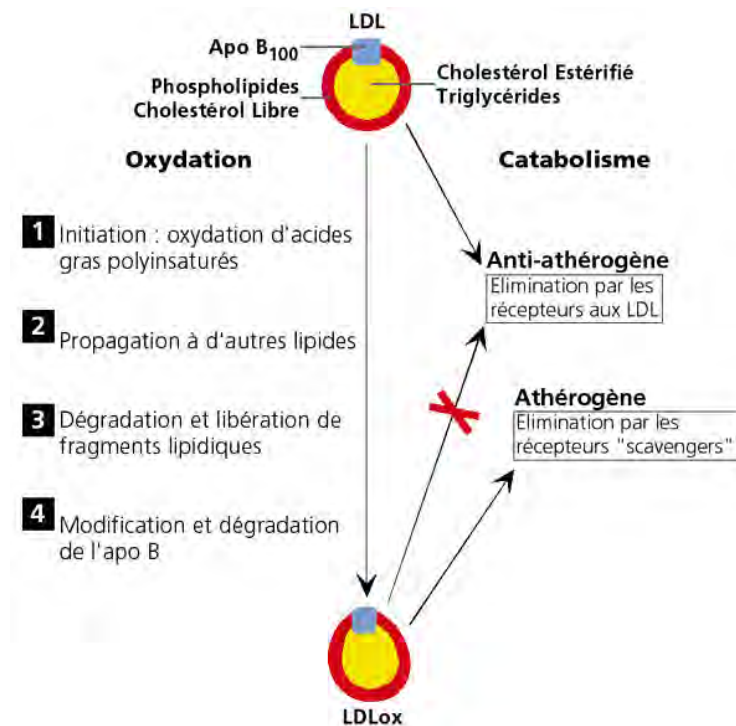 LDL
Apo B100
Phospholipides
Cholestérol Libre
Cholestérol Estérifié
Triglycérides
Oxydation
Catabolisme
1 Initiation : oxydation d'acides
gras polyinsaturés
2 Propagation à d'autres lipides
3 Dégradation et libération de
fragments lipidiques
4 Modification et dégradation
de l'apo B
Anti-athérogène
Elimination par les
récepteurs aux LDL
Athérogène
Elimination par les
récepteurs "scavengers"
LDLox